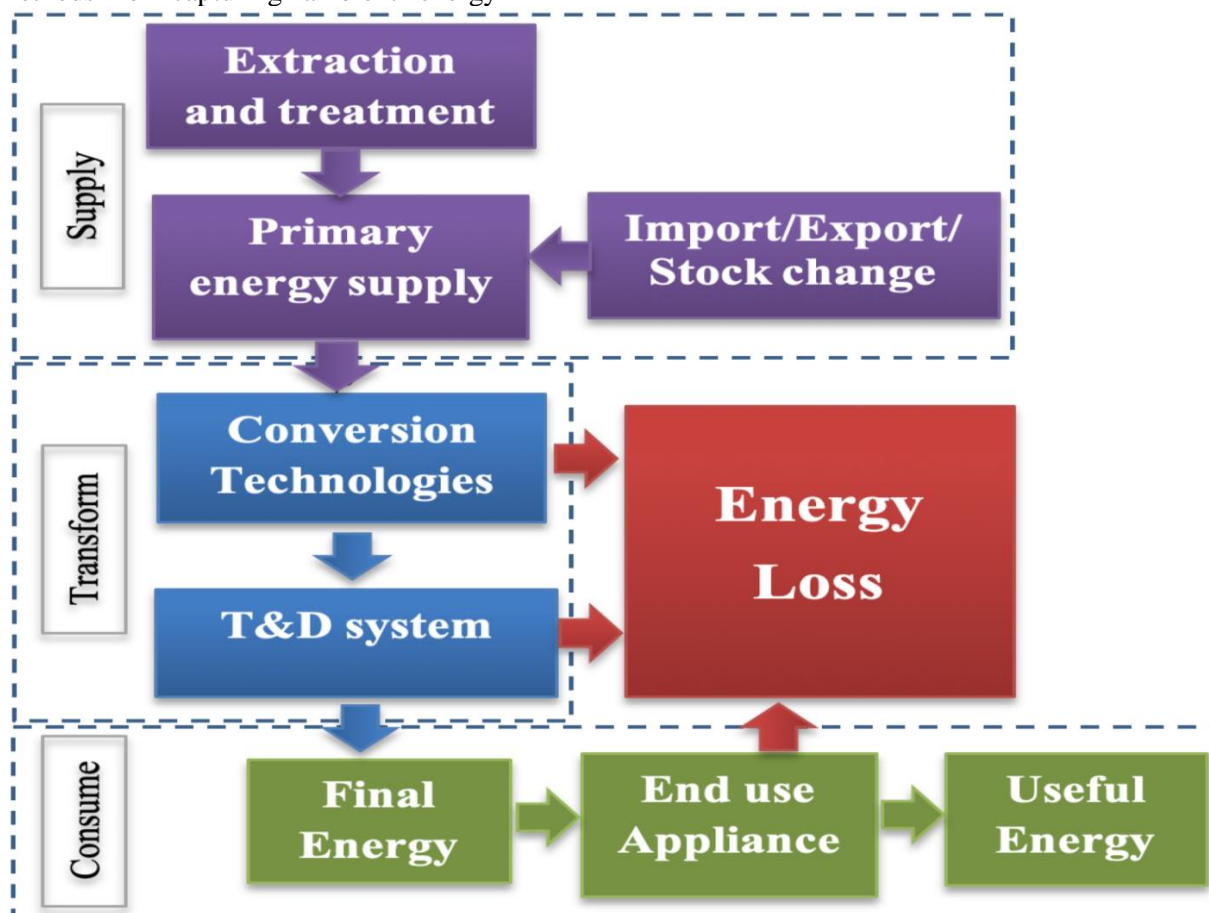 Extraction
and treatment
Supply
Primary
energy supply
Import/Export/
Stock change
Conversion
Technologies
Transform
Energy
Loss
T&D system
Consume
Final
Energy
End use
Appliance
Useful
Energy